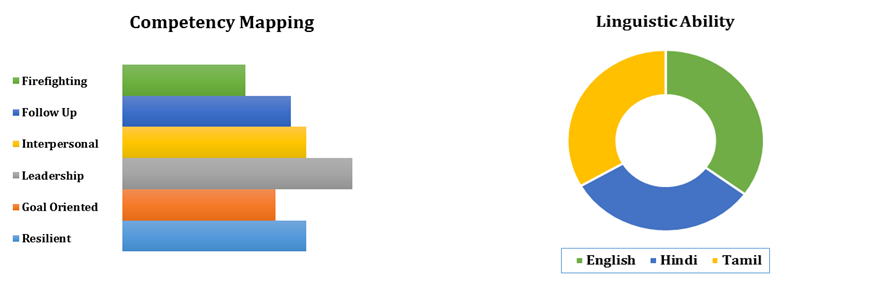 Competency Mapping
Firefighting
Follow Up
Interpersonal
Leadership
Goal Oriented
Resilient
Linguistic Ability
English Hindi Tamil